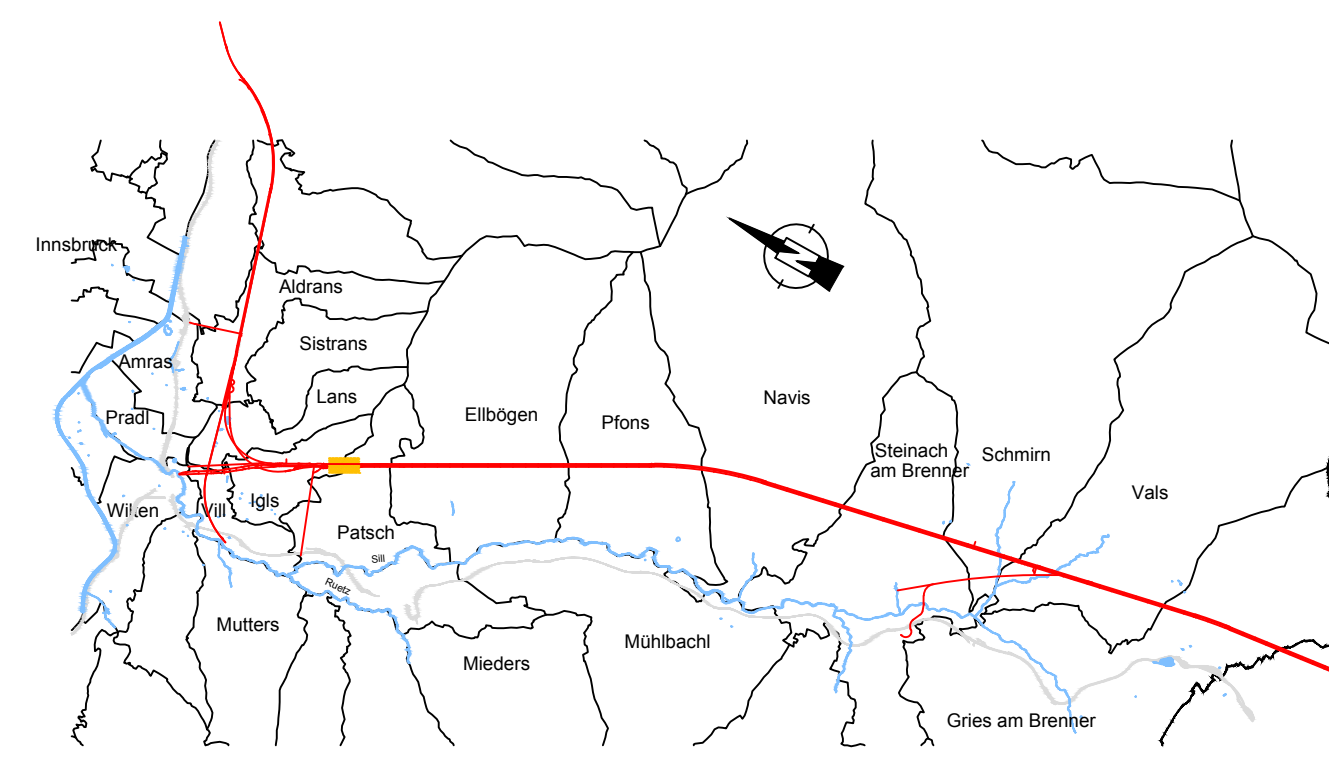 Innsbruck
Aldrans
Sistrans
Amras
Lans
Navis
Pradl
Ellbögen
Pfons
Steinach
am Brenner
Schmirn
Vals
Wilten
Vill
Igls
Patsch
Sill
Ruetz
Mutters
Mühlbachl
Mieders
Gries am Brenner